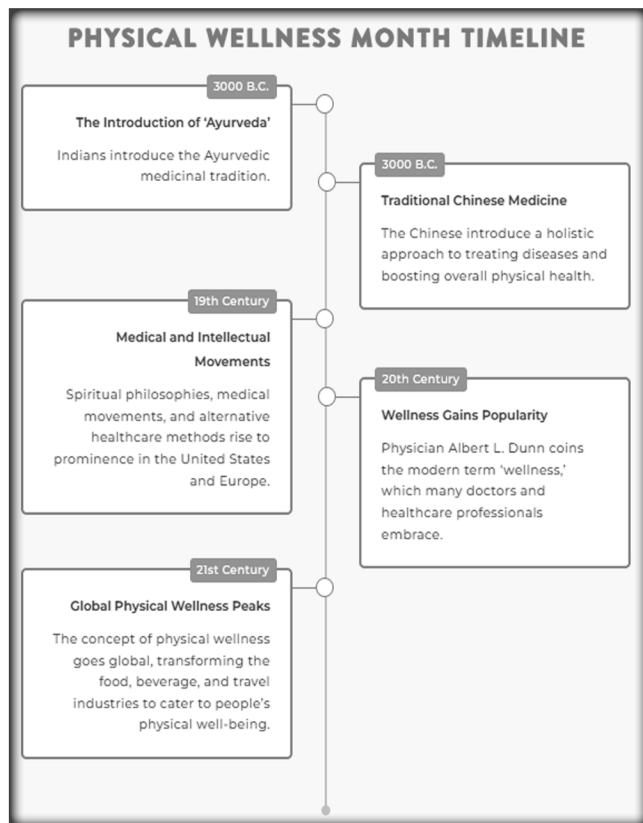 PHYSICAL WELLNESS MONTH TIMELINE
3000 B.C.
The Introduction of ‘Ayurveda’
Indians introduce the Ayurvedic
medicinal tradition.
3000 B.C.
Traditional Chinese Medicine
The Chinese introduce a holistic
approach to treating diseases and
boosting overall physical health.
19th Century
Medical and Intellectual
Movements
Spiritual philosophies, medical
movements, and alternative
healthcare methods rise to
prominence in the United States
and Europe.
20th Century
Wellness Gains Popularity
Physician Albert L. Dunn coins
the modern term ‘wellness,’
which many doctors and
healthcare professionals
embrace.
21st Century
Global Physical Wellness Peaks
The concept of physical wellness
goes global, transforming the
food, beverage, and travel
industries to cater to people’s
physical well-being.